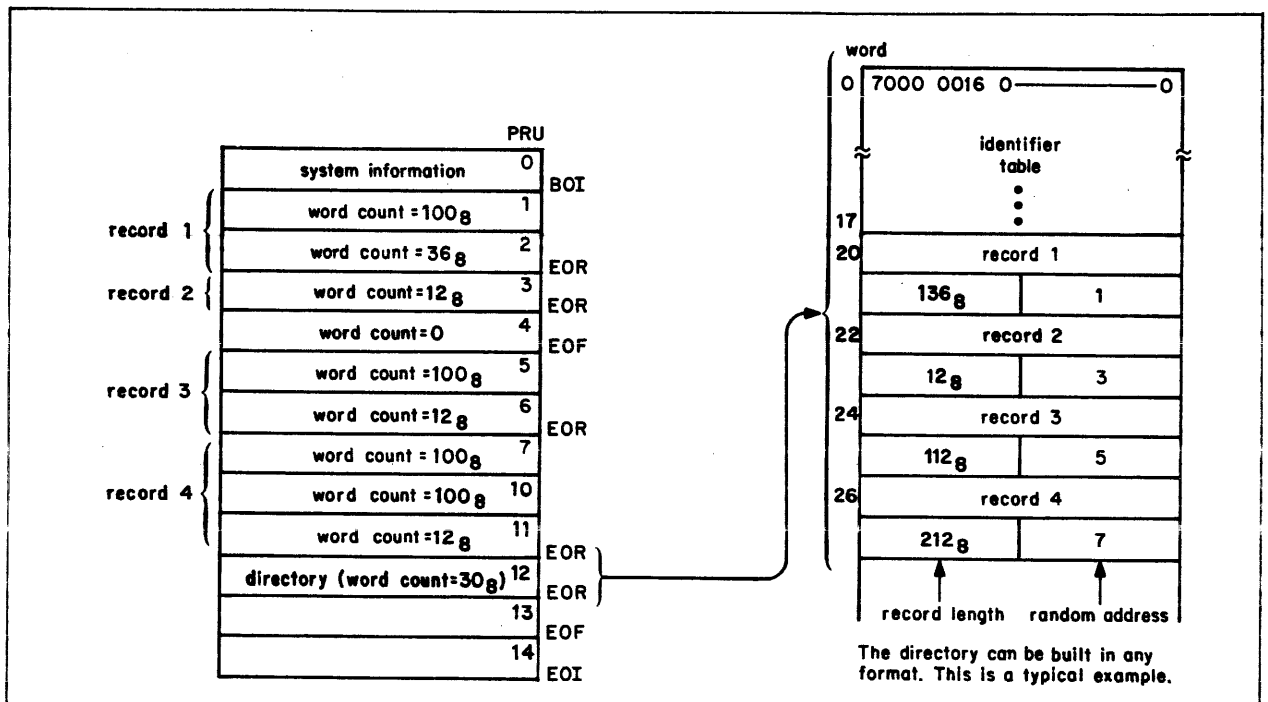 PRU
system information 0
BOI
record 1
word count = 100₈ 1
word count = 36₈ 2
EOR
record 2
word count = 12₈ 3
EOR
word count = 0 4
EOF
record 3
word count = 100₈ 5
word count = 12₈ 6
EOR
record 4
word count = 100₈ 7
word count = 100₈ 10
word count = 12₈ 11
EOR
directory (word count=30₈) 12
EOR
13
EOF
14
EOI
word
0 7000 0016 0 0
identifier
table
17
20 record 1
136₈ 1
22 record 2
12₈ 3
24 record 3
112₈ 5
26 record 4
212₈ 7
record length random address
The directory can be built in any
format. This is a typical example.